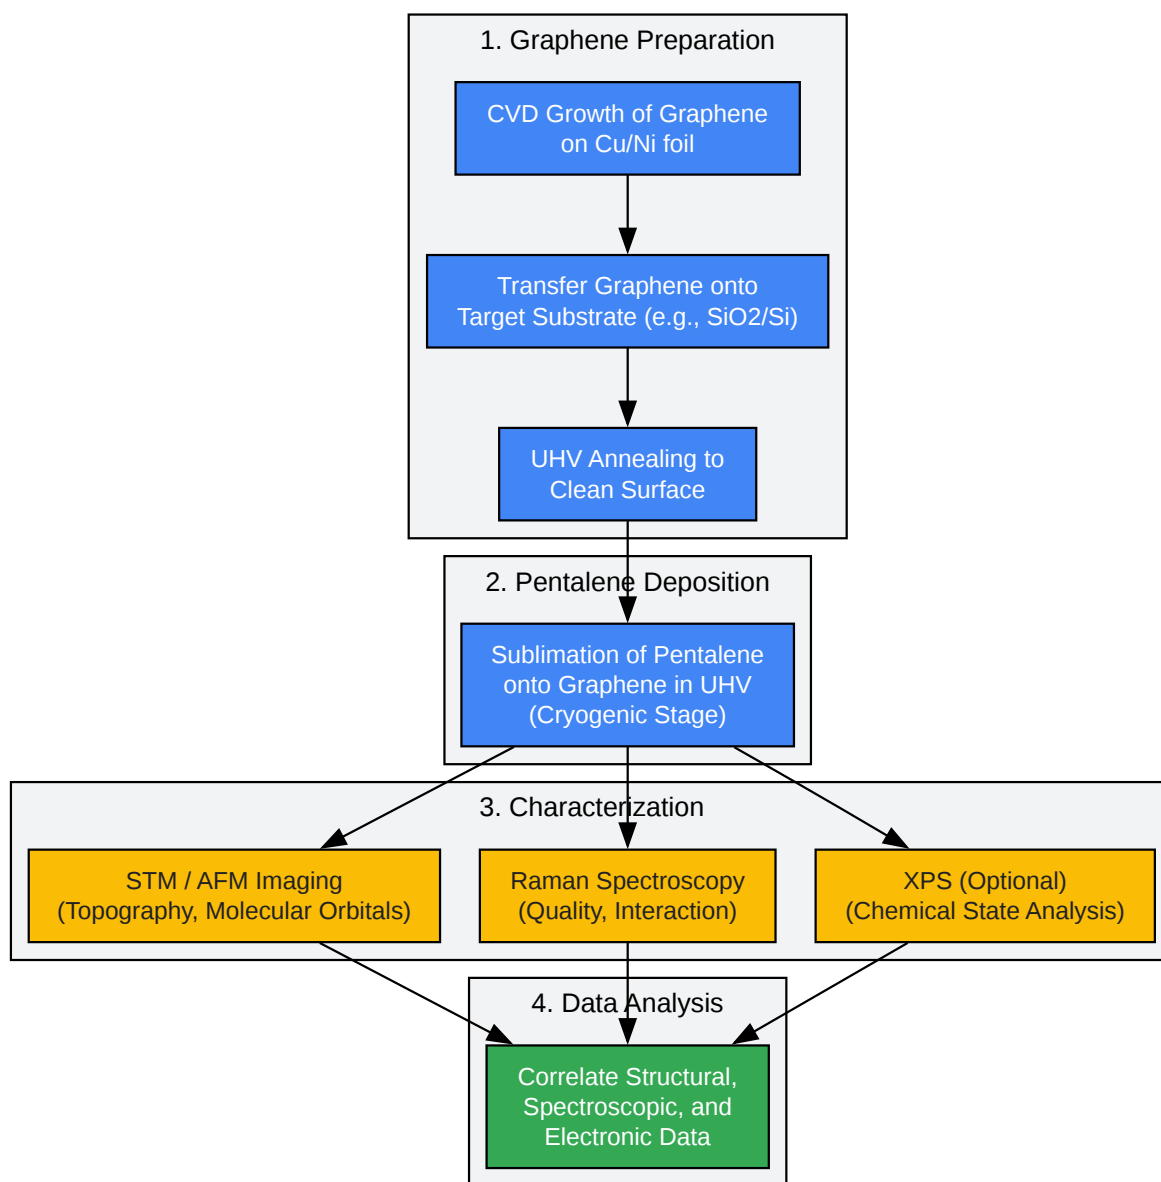 1. Graphene Preparation
CVD Growth of Graphene
on Cu/Ni foil
Transfer Graphene onto
Target Substrate (e.g., SiO2/Si)
UHV Annealing to
Clean Surface
2. Pentalene Deposition
Sublimation of Pentalene
onto Graphene in UHV
(Cryogenic Stage)
3. Characterization
STM / AFM Imaging
(Topography, Molecular Orbitals)
Raman Spectroscopy
(Quality, Interaction)
XPS (Optional)
(Chemical State Analysis)
4. Data Analysis
Correlate Structural,
Spectroscopic, and
Electronic Data